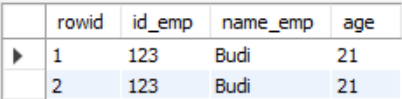 rowid id_emp name_emp age
1 123 Budi 21
2 123 Budi 21